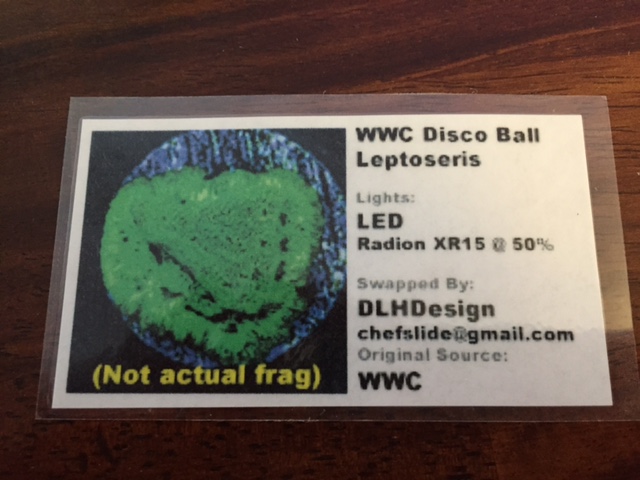 WWC Disco Ball
Leptoseris
Lights:
LED
Radion XR15 @ 50%
Swapped By:
DLHDesign
chefslide@gmail.com
Original Source:
WWC
(Not actual frag)